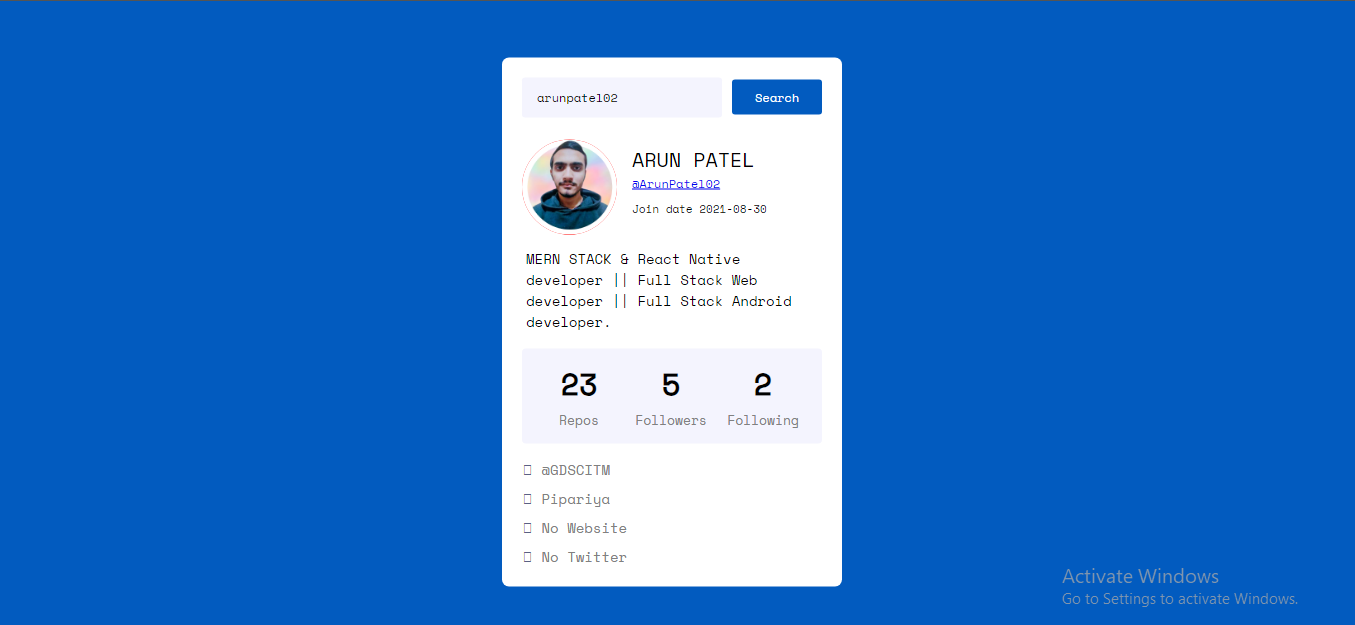 arunpatel02
Search
ARUN PATEL
@ArunPatel02
Join date 2021-08-30
MERN STACK & React Native
developer || Full Stack Web
developer || Full Stack Android
developer.
23 5 2
Repos Followers Following
@GDSCITM
Pipariya
No Website
No Twitter
Activate Windows
Go to Settings to activate Windows.